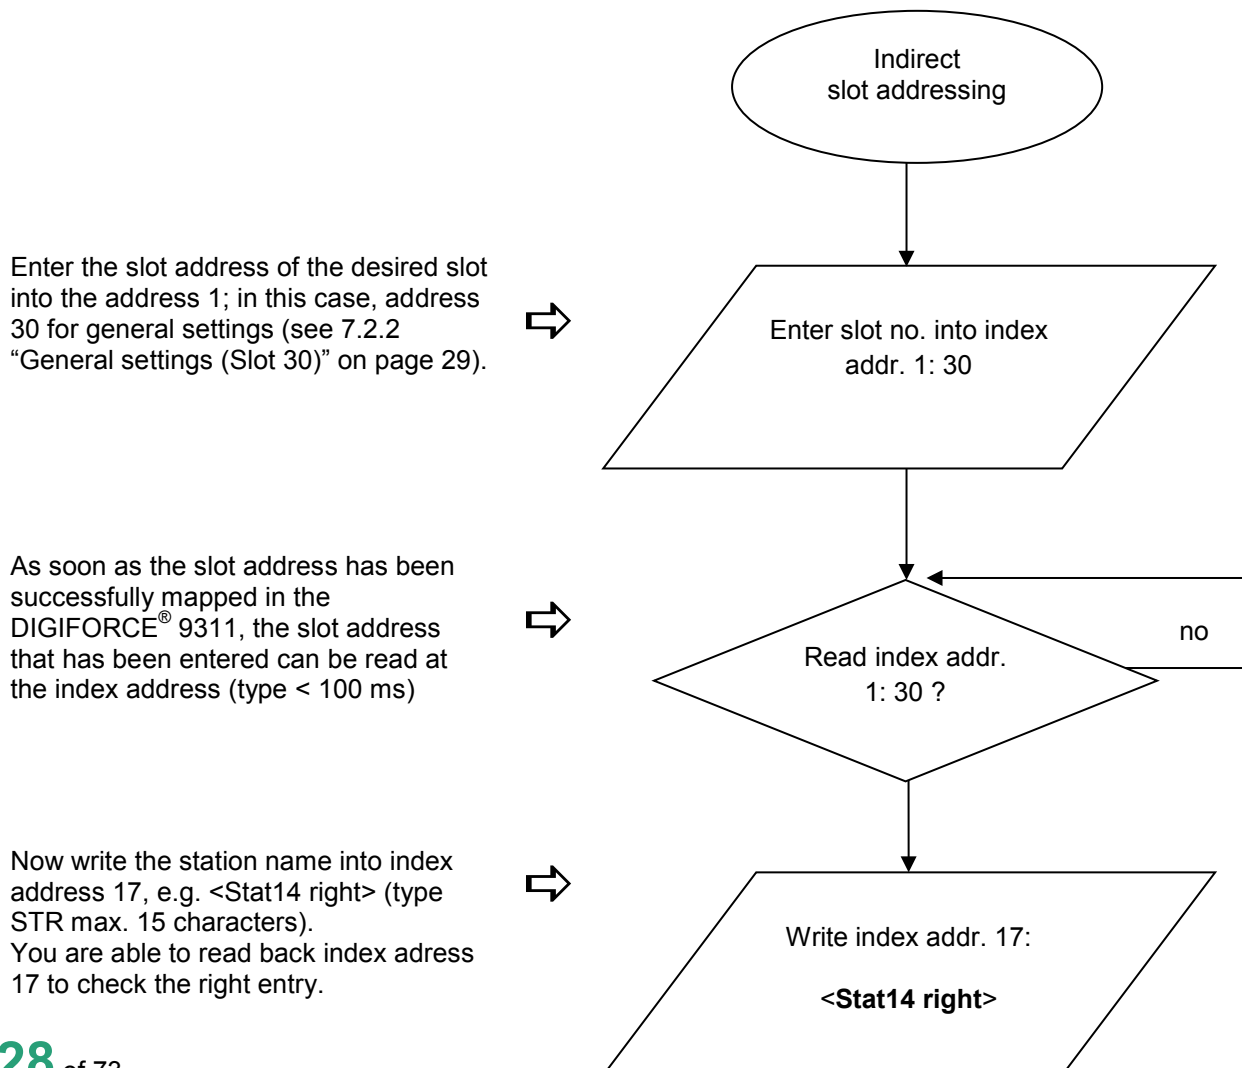 Indirect
slot addressing
Enter the slot address of the desired slot
into the address 1; in this case, address
30 for general settings (see 7.2.2
“General settings (Slot 30)” on page 29).
Enter slot no. into index
addr. 1: 30
As soon as the slot address has been
successfully mapped in the
DIGIFORCE® 9311, the slot address
that has been entered can be read at
the index address (type < 100 ms)
no
Read index addr.
1: 30 ?
Now write the station name into index
address 17, e.g. <Stat14 right> (type
STR max. 15 characters).
You are able to read back index adress
17 to check the right entry.
Write index addr. 17:
<Stat14 right>
28 of 73